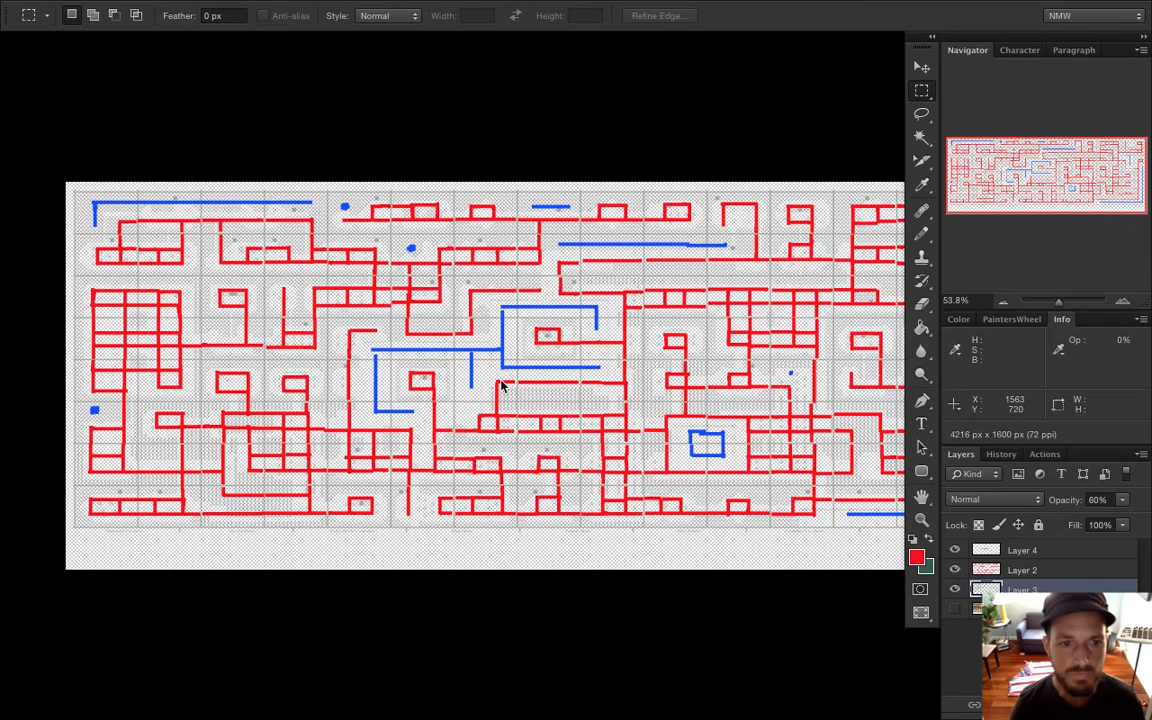 Feather: 0 px Anti-alias Style: Normal Width: Height: Refine Edge... NMW
Navigator Character Paragraph
53.8%
Color PaintersWheel Info
H:
S:
B:
Op : 0%
X : 1563
Y : 720
W :
H :
4216 px x 1600 px (72 ppi)
Layers History Actions
Kind
Normal Opacity: 60%
Lock: Fill: 100%
Layer 4
Layer 2
Layer 3